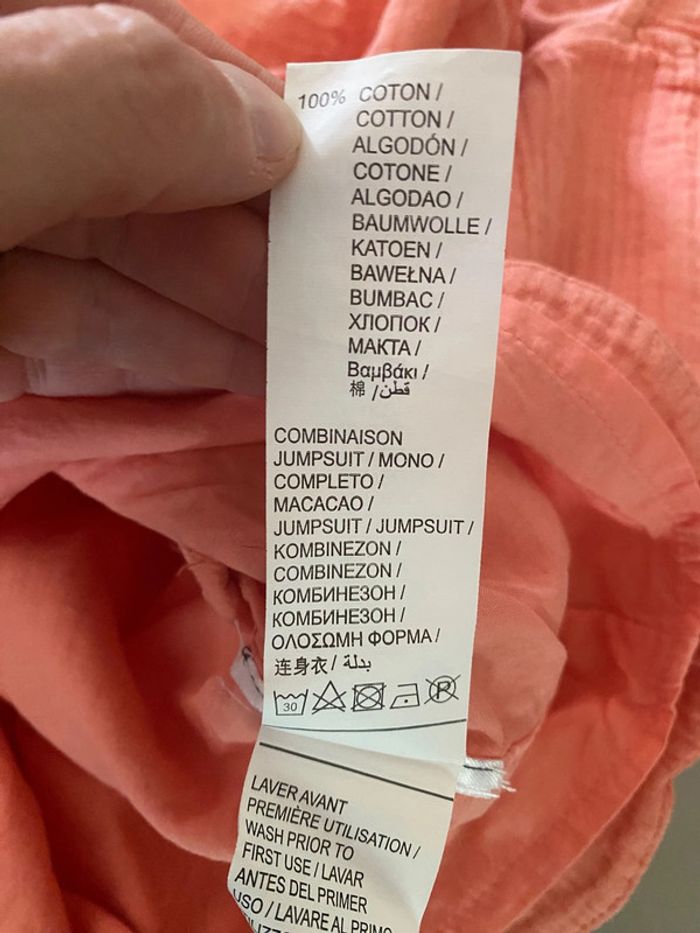 100% COTON /
COTTON /
ALGODÓN /
COTONE /
ALGODAO /
BAUMWOLLE /
KATOEN /
BAWEŁNA /
BUMBAC /
ХЛОПОК /
МАКТА /
Βαμβάκι /
棉 / قطن
COMBINAISON
JUMPSUIT / MONO /
COMPLETO /
MACACAO /
JUMPSUIT / JUMPSUIT /
KOMBINEZON /
COMBINEZON /
КОМБИНЕЗОН /
КОМБИНЕЗОН /
ΟΛΟΣΩΜΗ ΦΟΡΜΑ /
连身衣 / بدلة
30 P
LAVER AVANT
PREMIÈRE UTILISATION /
WASH PRIOR TO
FIRST USE / LAVAR
ANTES DEL PRIMER
USO / LAVARE AL PRIMO